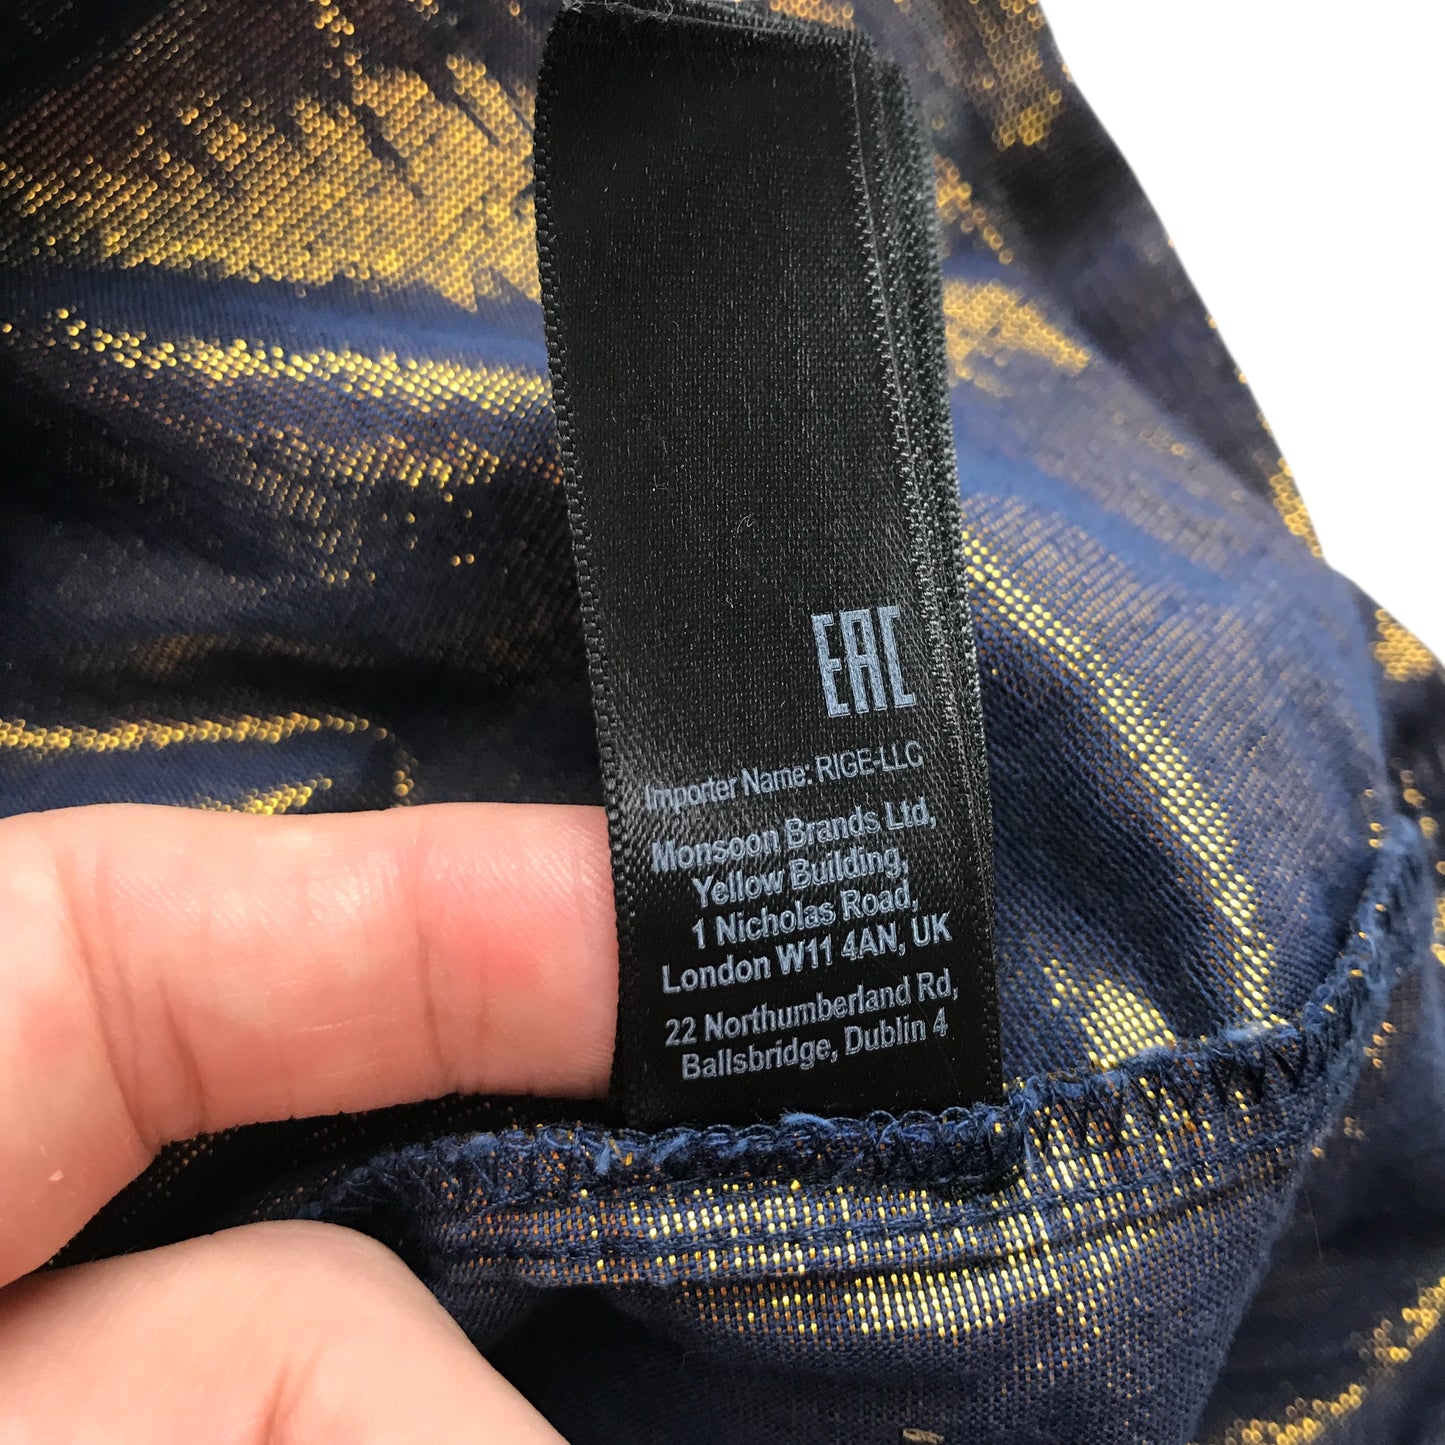 EAC
Importer Name: RIGE-LLC
Monsoon Brands Ltd,
Yellow Building,
1 Nicholas Road,
London W11 4AN, UK
22 Northumberland Rd,
Ballsbridge, Dublin 4